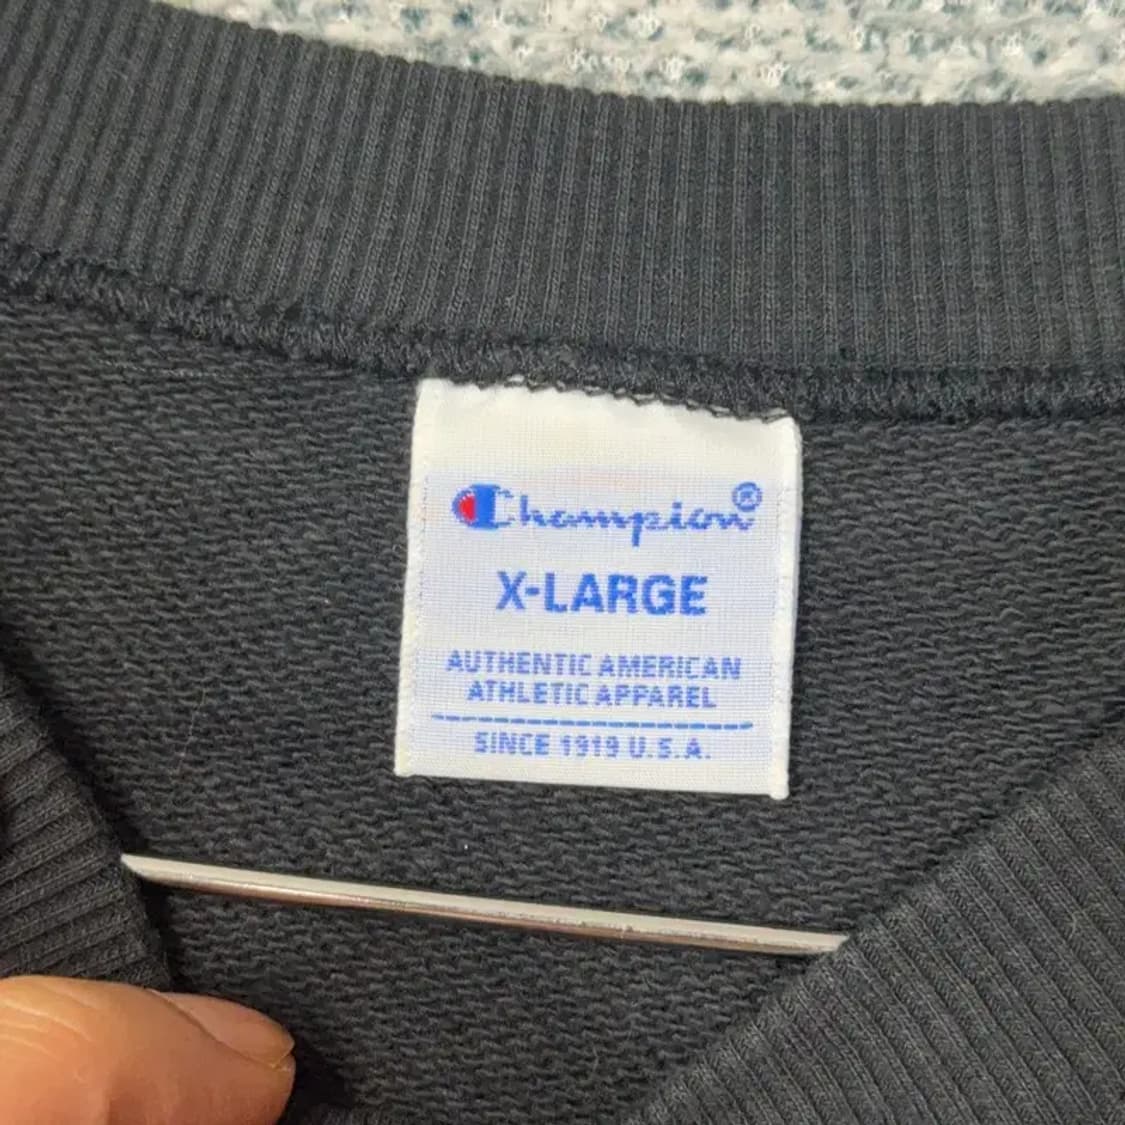 Champion®
X-LARGE
AUTHENTIC AMERICAN
ATHLETIC APPAREL
SINCE 1919 U.S.A.